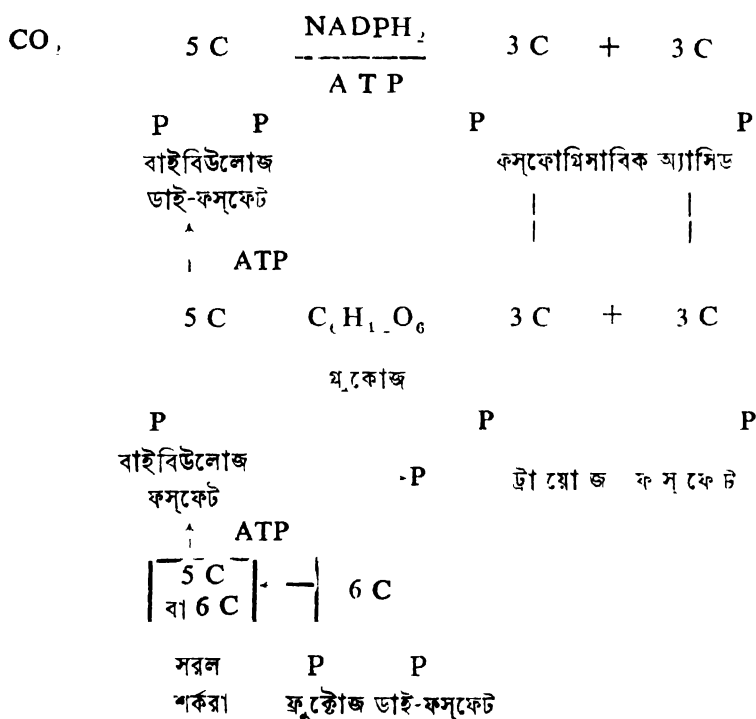 CO₂ 5 C NADPH₂ 3 C + 3 C
A T P
P P P P
বাইবিউলোজ ফস্ফোগ্লিসাবিক অ্যাসিড
ডাই-ফস্ফেট
ATP
5 C C₆H₁₂O₆ 3 C + 3 C
গ্লুকোজ
P P P
বাইবিউলোজ
P ট্রায়োজ ফস্ফেট
ফস্ফেট
ATP
5 C
6 C
বা 6 C
সরল P P
শর্করা ফ্রুক্টোজ ডাই-ফস্ফেট